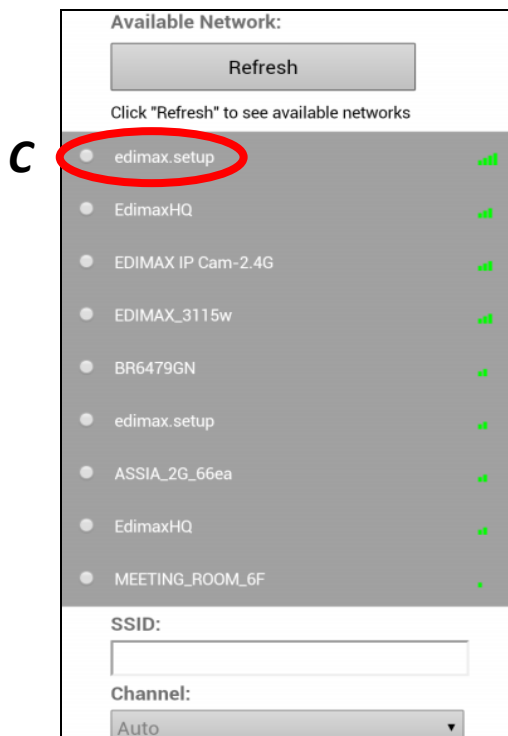 Available Network:
Refresh
Click "Refresh" to see available networks
C
edimax.setup
EdimaxHQ
EDIMAX IP Cam-2.4G
EDIMAX_3115w
BR6479GN
edimax.setup
ASSIA_2G_66ea
EdimaxHQ
MEETING_ROOM_6F
SSID:
Channel:
Auto